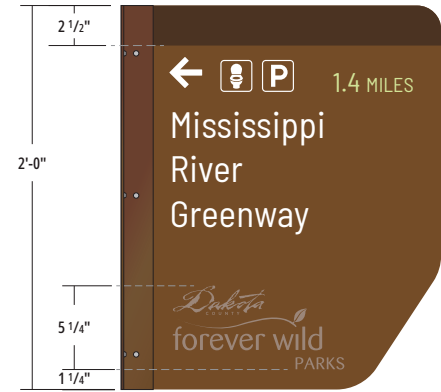 2 1/2"
2'-0"
5 1/4"
1 1/4"
P
1.4 MILES
Mississippi
River
Greenway
Dakota
COUNTY
forever wild
PARKS